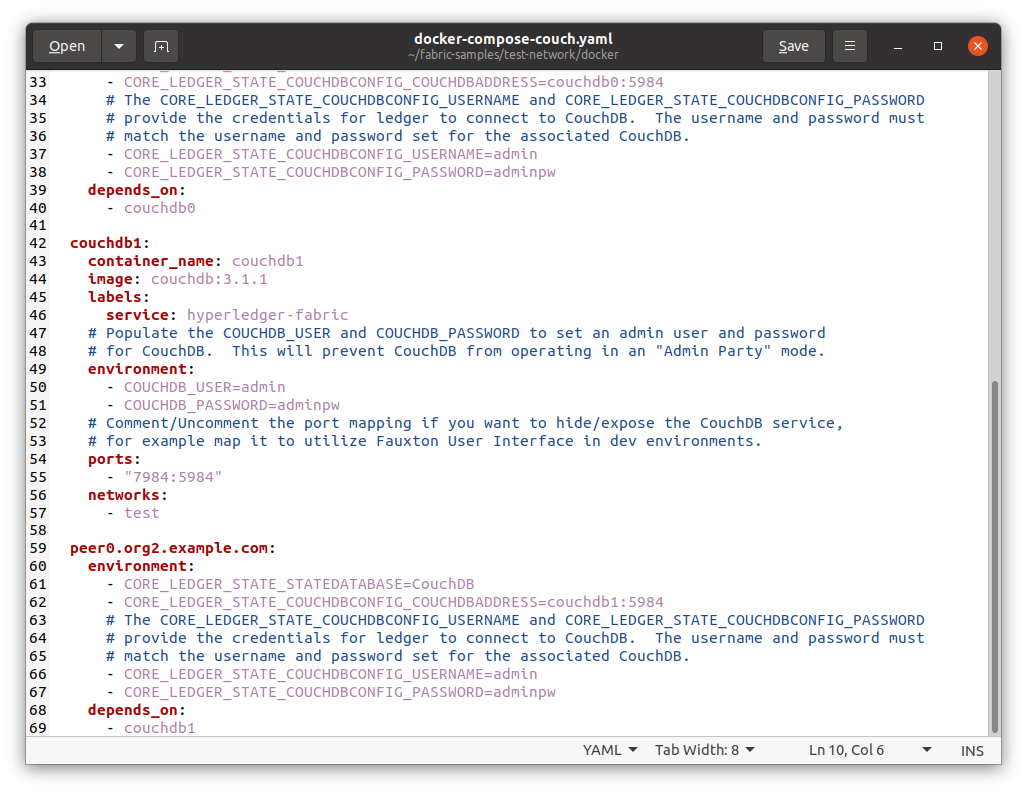 Open
docker-compose-couch.yaml
~/fabric-samples/test-network/docker
Save
33 - CORE_LEDGER_STATE_COUCHDBCONFIG_COUCHDBADDRESS=couchdb0:5984
34 # The CORE_LEDGER_STATE_COUCHDBCONFIG_USERNAME and CORE_LEDGER_STATE_COUCHDBCONFIG_PASSWORD
35 # provide the credentials for ledger to connect to CouchDB.  The username and password must
36 # match the username and password set for the associated CouchDB.
37 - CORE_LEDGER_STATE_COUCHDBCONFIG_USERNAME=admin
38 - CORE_LEDGER_STATE_COUCHDBCONFIG_PASSWORD=adminpw
39 depends_on:
40 - couchdb0
41
42 couchdb1:
43 container_name: couchdb1
44 image: couchdb:3.1.1
45 labels:
46 service: hyperledger-fabric
47 # Populate the COUCHDB_USER and COUCHDB_PASSWORD to set an admin user and password
48 # for CouchDB.  This will prevent CouchDB from operating in an "Admin Party" mode.
49 environment:
50 - COUCHDB_USER=admin
51 - COUCHDB_PASSWORD=adminpw
52 # Comment/Uncomment the port mapping if you want to hide/expose the CouchDB service,
53 # for example map it to utilize Fauxton User Interface in dev environments.
54 ports:
55 - "7984:5984"
56 networks:
57 - test
58
59 peer0.org2.example.com:
60 environment:
61 - CORE_LEDGER_STATE_STATEDATABASE=CouchDB
62 - CORE_LEDGER_STATE_COUCHDBCONFIG_COUCHDBADDRESS=couchdb1:5984
63 # The CORE_LEDGER_STATE_COUCHDBCONFIG_USERNAME and CORE_LEDGER_STATE_COUCHDBCONFIG_PASSWORD
64 # provide the credentials for ledger to connect to CouchDB.  The username and password must
65 # match the username and password set for the associated CouchDB.
66 - CORE_LEDGER_STATE_COUCHDBCONFIG_USERNAME=admin
67 - CORE_LEDGER_STATE_COUCHDBCONFIG_PASSWORD=adminpw
68 depends_on:
69 - couchdb1
YAML Tab Width: 8 Ln 10, Col 6 INS